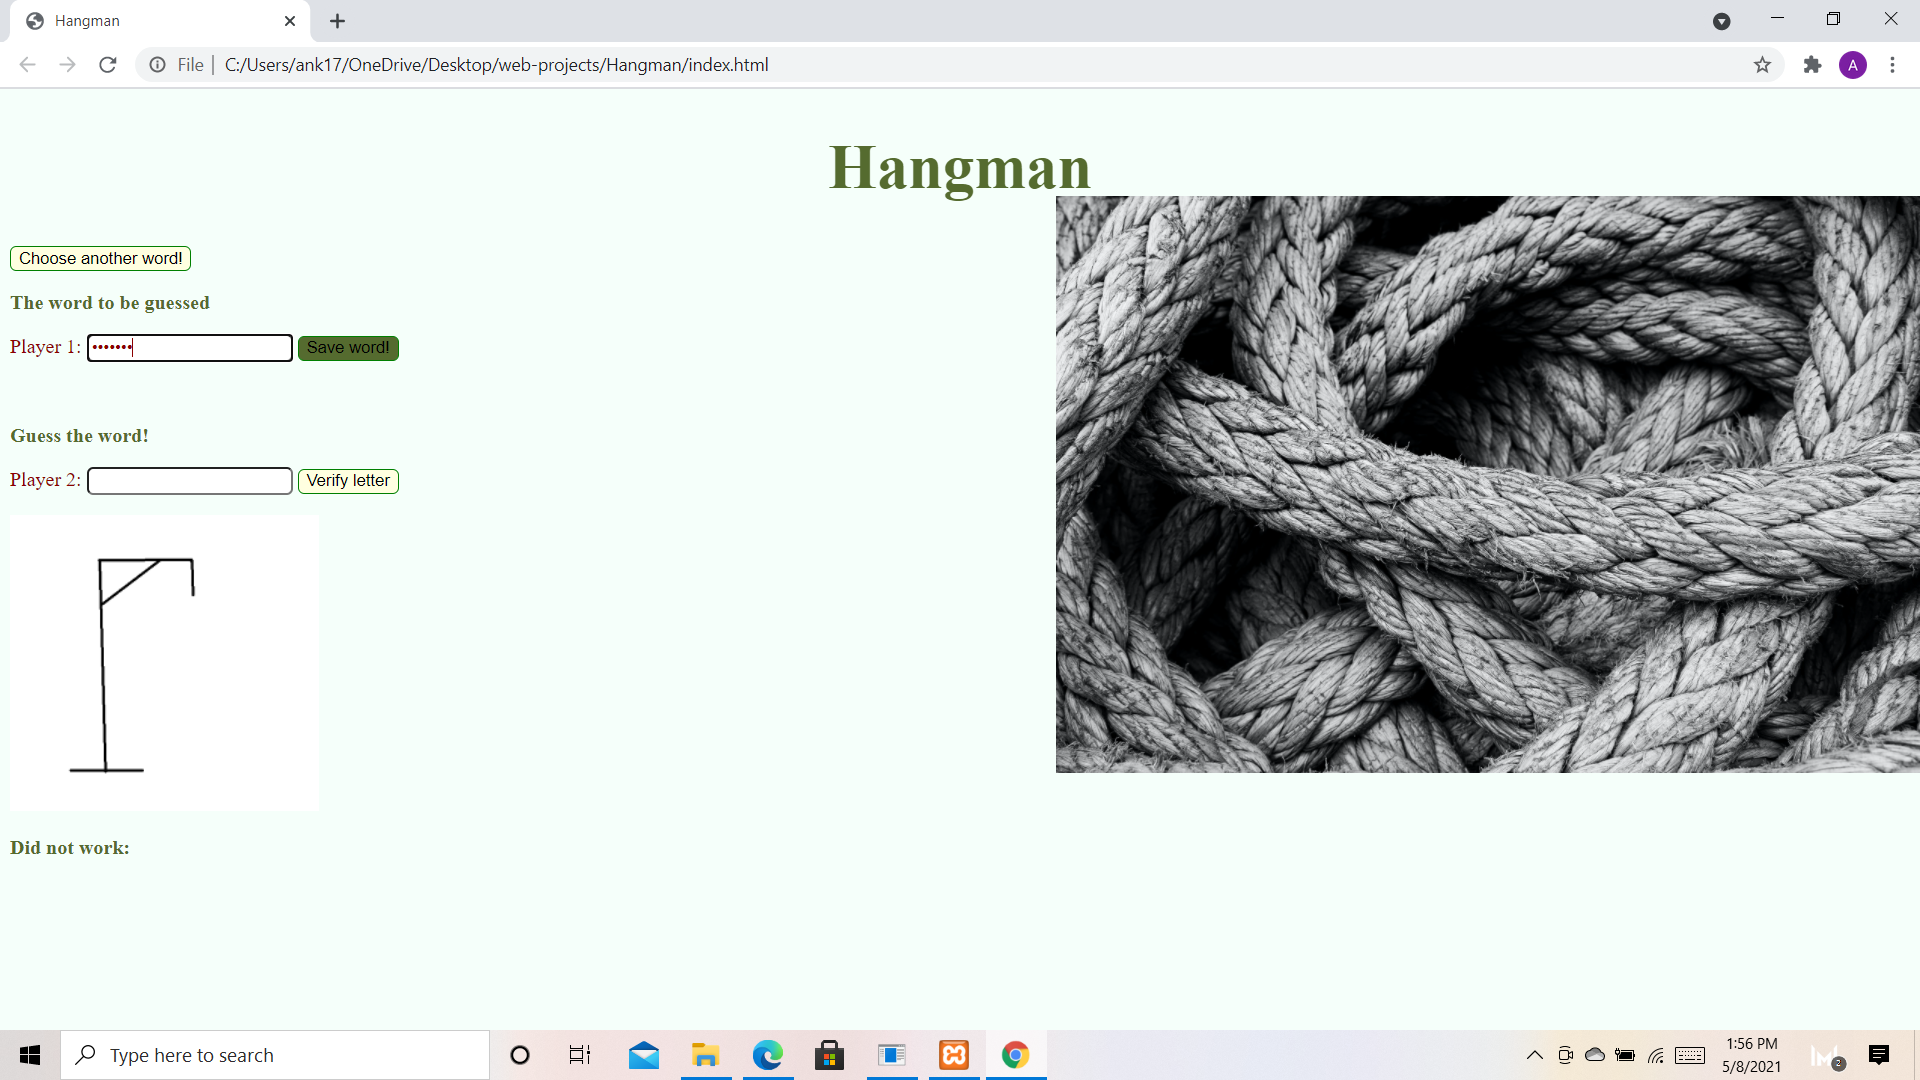 Hangman
File
C:/Users/ank17/OneDrive/Desktop/web-projects/Hangman/index.html
A
Hangman
Choose another word!
The word to be guessed
Player 1: ••••••• Save word!
Guess the word!
Player 2: Verify letter
Did not work:
Type here to search
1:56 PM
5/8/2021
2